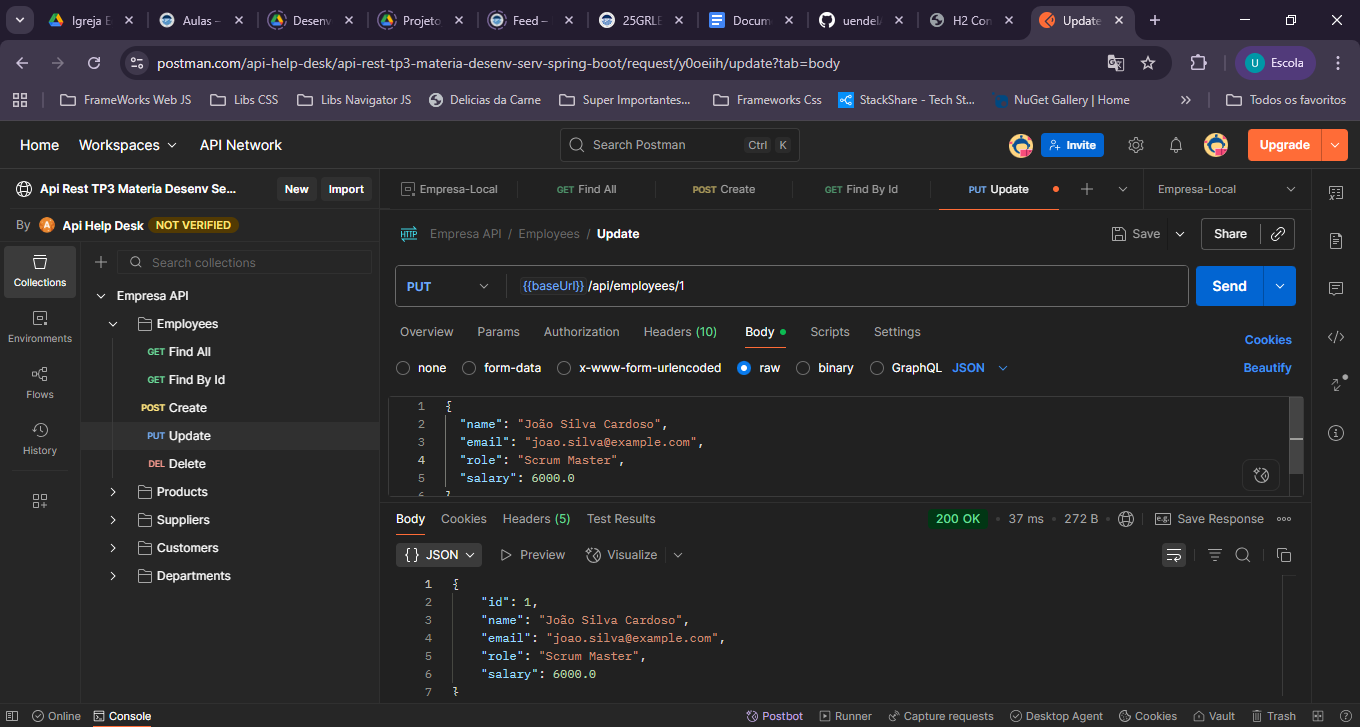 Igreja E
Aulas –
Desenv
Projeto
Feed –
25GRLE
Docum
uendel
H2 Con
Update
postman.com/api-help-desk/api-rest-tp3-materia-desenv-serv-spring-boot/request/y0oeiih/update?tab=body
U Escola
FrameWorks Web JS
Libs CSS
Libs Navigator JS
Delicias da Carne
Super Importantes...
Frameworks Css
StackShare - Tech St...
NuGet Gallery | Home
Todos os favoritos
Home
Workspaces
API Network
Search Postman
Ctrl K
Invite
Upgrade
Api Rest TP3 Materia Desenv Se...
New
Import
Empresa-Local
GET Find All
POST Create
GET Find By Id
PUT Update
Empresa-Local
By A Api Help Desk NOT VERIFIED
HTTP Empresa API / Employees / Update
Save
Share
Collections
Environments
Flows
History
Search collections
Empresa API
Employees
GET Find All
GET Find By Id
POST Create
PUT Update
DEL Delete
Products
Suppliers
Customers
Departments
PUT
{{baseUrl}} /api/employees/1
Send
Overview
Params
Authorization
Headers (10)
Body
Scripts
Settings
Cookies
none
form-data
x-www-form-urlencoded
raw
binary
GraphQL
JSON
Beautify
1 {
2 "name": "João Silva Cardoso",
3 "email": "joao.silva@example.com",
4 "role": "Scrum Master",
5 "salary": 6000.0
6 }
Body
Cookies
Headers (5)
Test Results
200 OK
37 ms
272 B
e.g. Save Response
{} JSON
Preview
Visualize
1 {
2 "id": 1,
3 "name": "João Silva Cardoso",
4 "email": "joao.silva@example.com",
5 "role": "Scrum Master",
6 "salary": 6000.0
7 }
Online
Console
Postbot
Runner
Capture requests
Desktop Agent
Cookies
Vault
Trash